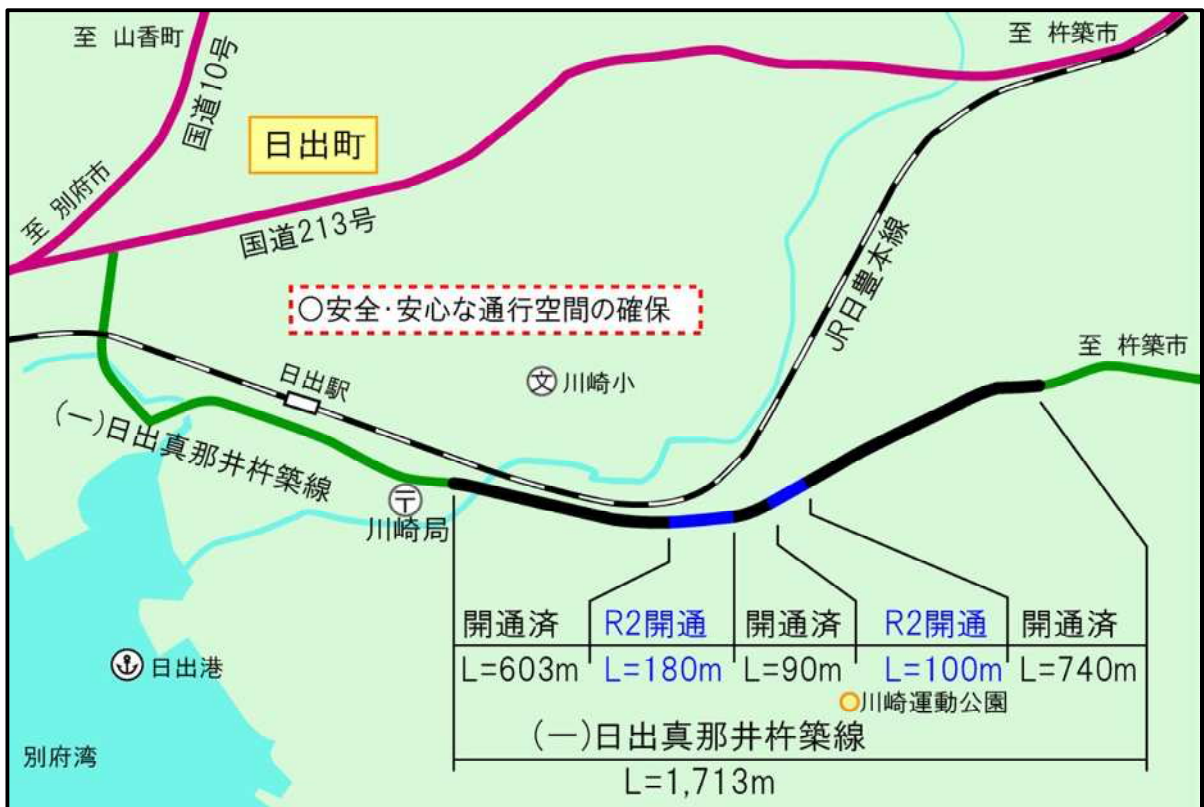 至 山香町
国道10号
至 杵築市
日出町
至 別府市
国道213号
○安全・安心な通行空間の確保
JR日豊本線
至 杵築市
日出駅
文 川崎小
(一)日出真那井杵築線
〒
川崎局
開通済 R2開通 開通済 R2開通 開通済
L=603m L=180m L=90m L=100m L=740m
日出港
川崎運動公園
(一)日出真那井杵築線
別府湾
L=1,713m